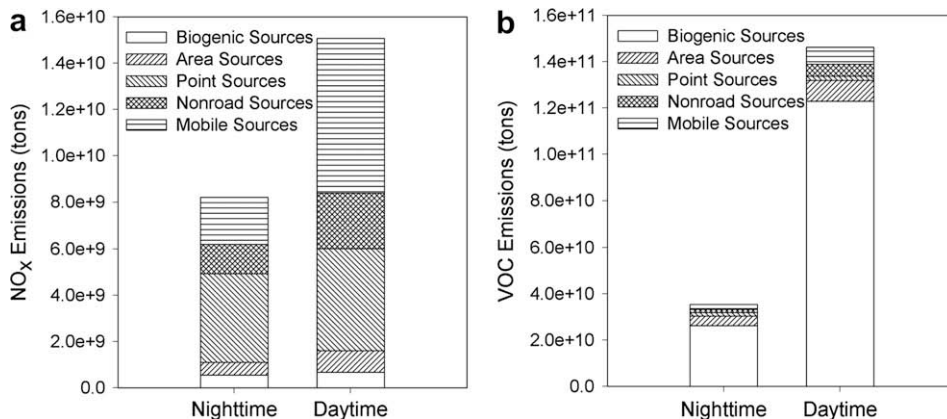 a
NOX Emissions (tons)
1.6e+10
1.4e+10
1.2e+10
1.0e+10
8.0e+9
6.0e+9
4.0e+9
2.0e+9
0.0
Biogenic Sources
Area Sources
Point Sources
Nonroad Sources
Mobile Sources
Nighttime Daytime
b
VOC Emissions (tons)
1.6e+11
1.4e+11
1.2e+11
1.0e+11
8.0e+10
6.0e+10
4.0e+10
2.0e+10
0.0
Biogenic Sources
Area Sources
Point Sources
Nonroad Sources
Mobile Sources
Nighttime Daytime